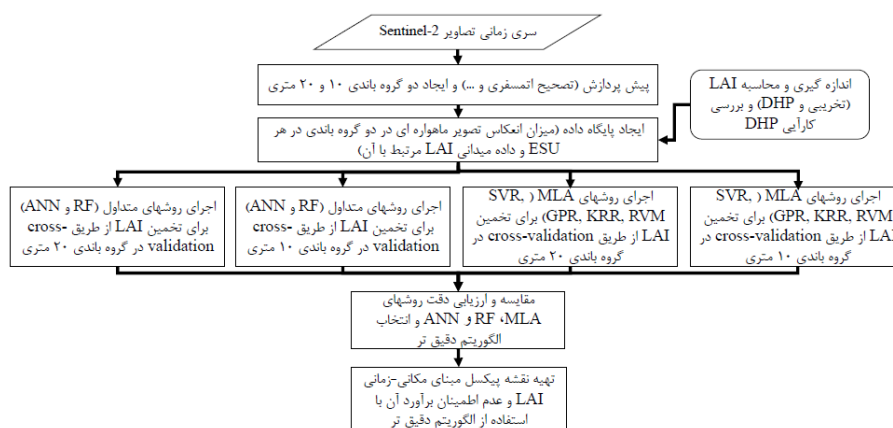 سری زمانی تصاویر Sentinel-2
پیش پردازش (تصحیح اتمسفری و ...) و ایجاد دو گروه باندی ۱۰ و ۲۰ متری
اندازه گیری و محاسبه LAI
(تخریبی و DHP) و بررسی
کارآیی DHP
ایجاد پایگاه داده (میزان انعکاس تصویر ماهواره ای در دو گروه باندی در هر
ESU و داده میدانی LAI مرتبط با آن)
اجرای روشهای MLA ( SVR,
GPR, KRR, RVM) برای تخمین
LAI از طریق cross-validation در
گروه باندی ۱۰ متری
اجرای روشهای MLA ( SVR,
GPR, KRR, RVM) برای تخمین
LAI از طریق cross-validation در
گروه باندی ۲۰ متری
اجرای روشهای متداول (RF و ANN)
برای تخمین LAI از طریق cross-
validation در گروه باندی ۱۰ متری
اجرای روشهای متداول (RF و ANN)
برای تخمین LAI از طریق cross-
validation در گروه باندی ۲۰ متری
مقایسه و ارزیابی دقت روشهای
MLA، RF و ANN و انتخاب
الگوریتم دقیق تر
تهیه نقشه پیکسل مبنای مکانی-زمانی
LAI و عدم اطمینان برآورد آن با
استفاده از الگوریتم دقیق تر